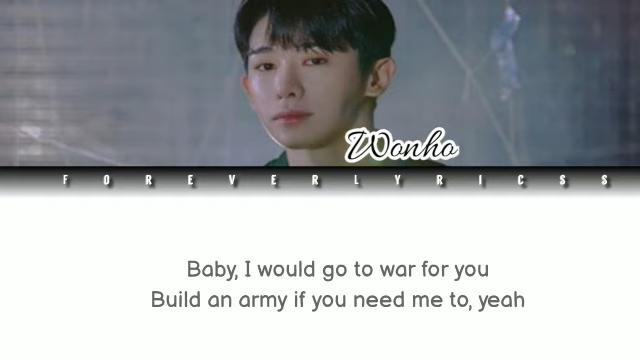 Wonho
FOREVERLYRICSS
Baby, I would go to war for you
Build an army if you need me to, yeah